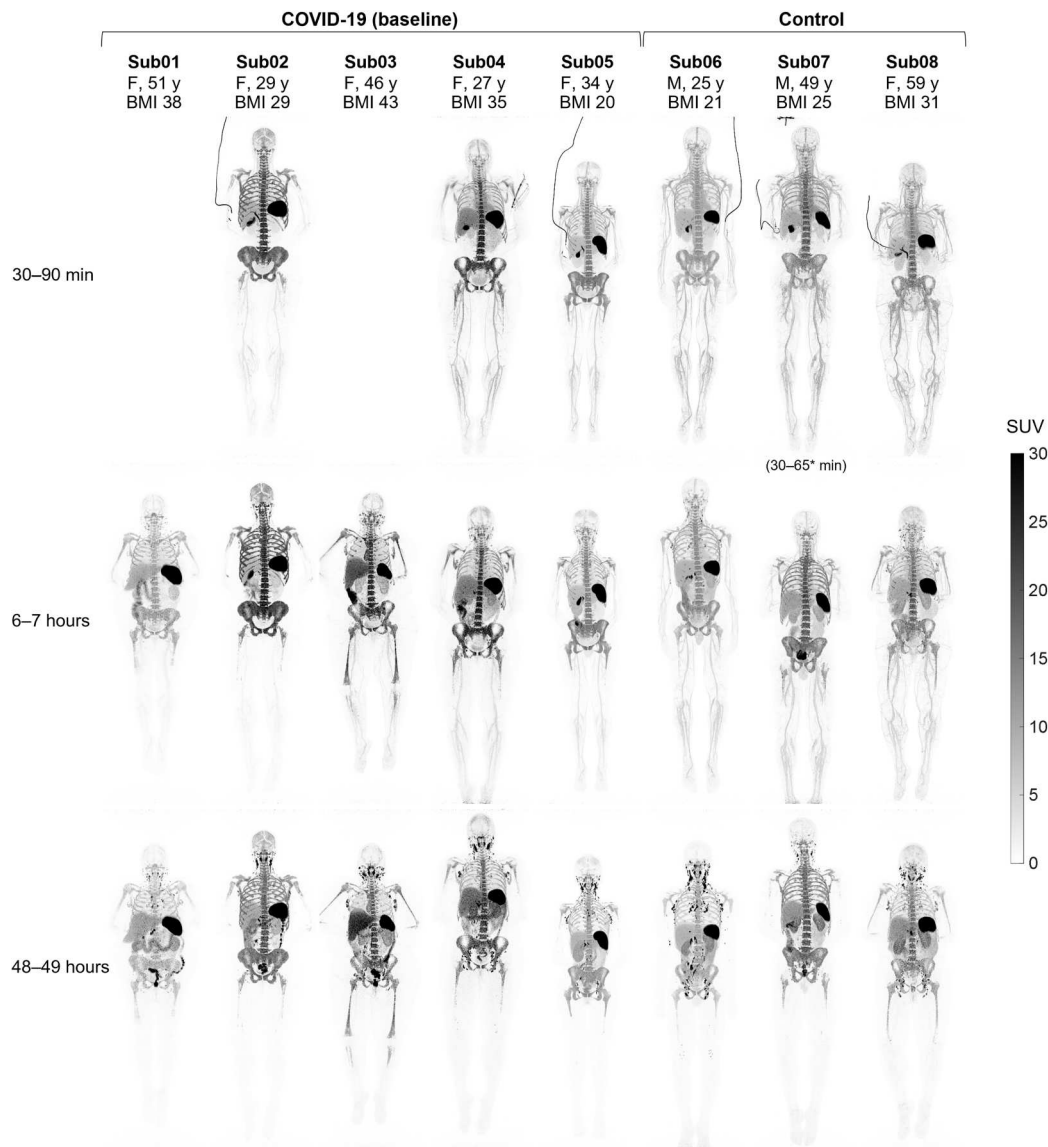 COVID-19 (baseline) Control
Sub01 Sub02 Sub03 Sub04 Sub05 Sub06 Sub07 Sub08
F, 51 y F, 29 y F, 46 y F, 27 y F, 34 y M, 25 y M, 49 y F, 59 y
BMI 38 BMI 29 BMI 43 BMI 35 BMI 20 BMI 21 BMI 25 BMI 31
30–90 min
(30–65* min)
SUV
30
25
20
15
10
5
0
6–7 hours
48–49 hours